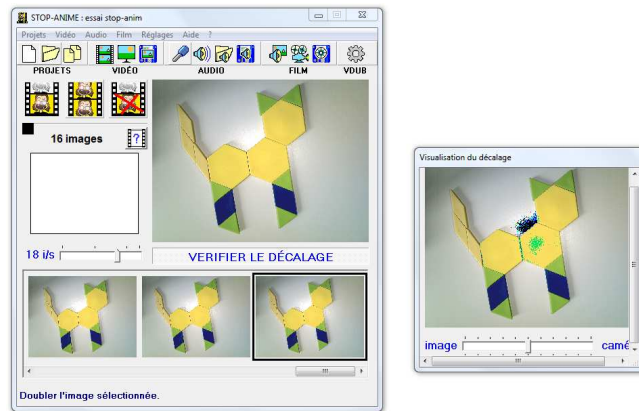 STOP-ANIME : essai stop-anim
Projets Vidéo Audio Film Réglages Aide ?
PROJETS VIDÉO AUDIO FILM VDUB
16 images
?
18 i/s
VERIFIER LE DÉCALAGE
Doubler l'image sélectionnée.
Visualisation du décalage
image camé